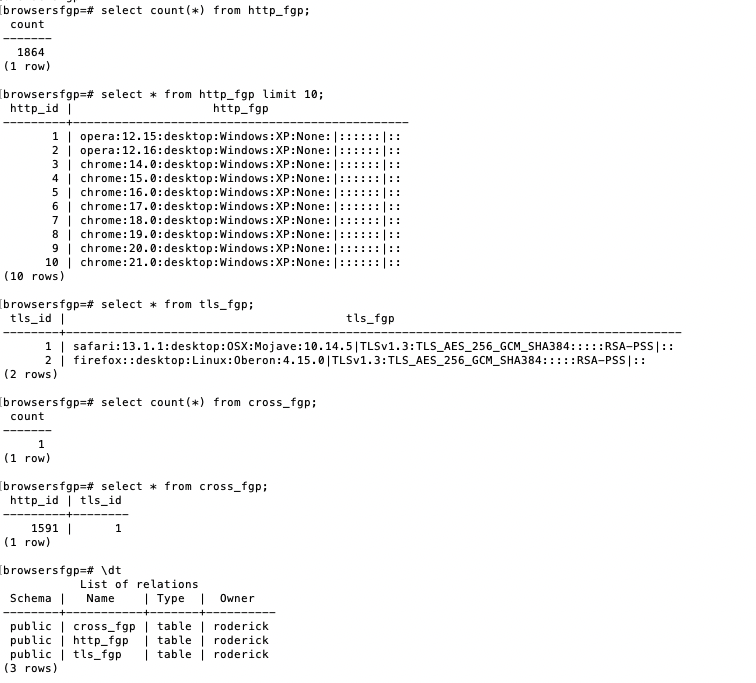 [browsersfgp=# select count(*) from http_fgp;
 count
-------
  1864
(1 row)
[browsersfgp=# select * from http_fgp limit 10;
 http_id |                     http_fgp
---------+--------------------------------------------------
       1 | opera:12.15:desktop:Windows:XP:None:|::::::|::
       2 | opera:12.16:desktop:Windows:XP:None:|::::::|::
       3 | chrome:14.0:desktop:Windows:XP:None:|::::::|::
       4 | chrome:15.0:desktop:Windows:XP:None:|::::::|::
       5 | chrome:16.0:desktop:Windows:XP:None:|::::::|::
       6 | chrome:17.0:desktop:Windows:XP:None:|::::::|::
       7 | chrome:18.0:desktop:Windows:XP:None:|::::::|::
       8 | chrome:19.0:desktop:Windows:XP:None:|::::::|::
       9 | chrome:20.0:desktop:Windows:XP:None:|::::::|::
      10 | chrome:21.0:desktop:Windows:XP:None:|::::::|::
(10 rows)
[browsersfgp=# select * from tls_fgp;
 tls_id |                                        tls_fgp
--------+----------------------------------------------------------------------------------------
      1 | safari:13.1.1:desktop:OSX:Mojave:10.14.5|TLSv1.3:TLS_AES_256_GCM_SHA384:::::RSA-PSS|::
      2 | firefox::desktop:Linux:Oberon:4.15.0|TLSv1.3:TLS_AES_256_GCM_SHA384:::::RSA-PSS|::
(2 rows)
[browsersfgp=# select count(*) from cross_fgp;
 count
-------
     1
(1 row)
[browsersfgp=# select * from cross_fgp;
 http_id | tls_id
---------+--------
    1591 |      1
(1 row)
[browsersfgp=# \dt
           List of relations
 Schema |   Name    | Type  |  Owner
--------+-----------+-------+----------
 public | cross_fgp | table | roderick
 public | http_fgp  | table | roderick
 public | tls_fgp   | table | roderick
(3 rows)